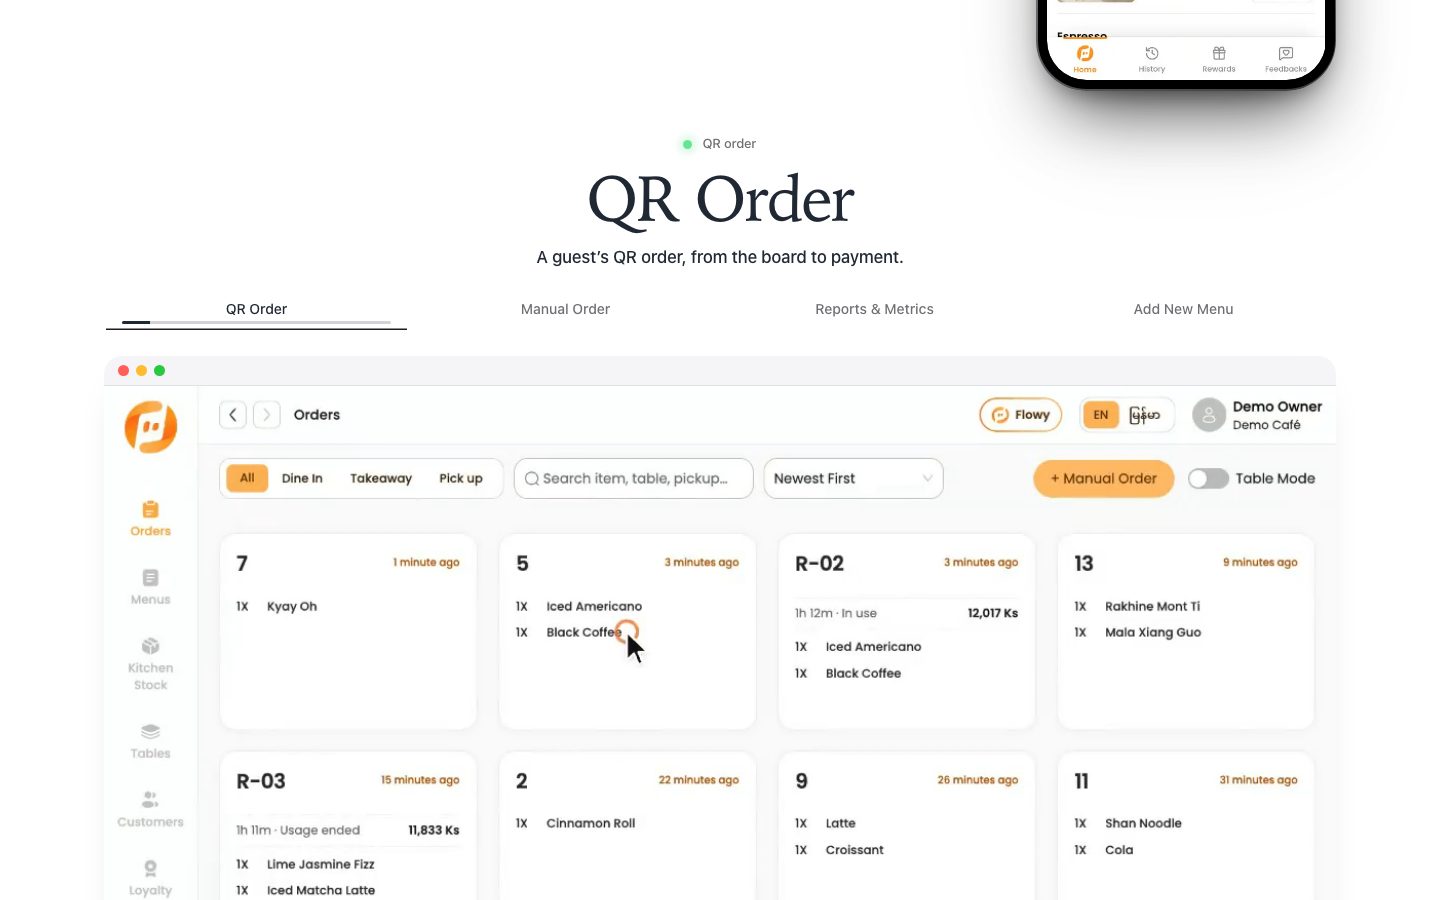 Espresso
Home
History
Rewards
Feedbacks
QR order
QR Order
A guest's QR order, from the board to payment.
QR Order
Manual Order
Reports & Metrics
Add New Menu
Orders
Flowy
EN
မြန်မာ
Demo Owner
Demo Café
All
Dine In
Takeaway
Pick up
Search item, table, pickup...
Newest First
+ Manual Order
Table Mode
Orders
Menus
Kitchen
Stock
Tables
Customers
Loyalty
7
1 minute ago
1X Kyay Oh
5
3 minutes ago
1X Iced Americano
1X Black Coffee
R-02
3 minutes ago
1h 12m · In use
12,017 Ks
1X Iced Americano
1X Black Coffee
13
9 minutes ago
1X Rakhine Mont Ti
1X Mala Xiang Guo
R-03
15 minutes ago
1h 11m · Usage ended
11,833 Ks
1X Lime Jasmine Fizz
1X Iced Matcha Latte
2
22 minutes ago
1X Cinnamon Roll
9
26 minutes ago
1X Latte
1X Croissant
11
31 minutes ago
1X Shan Noodle
1X Cola